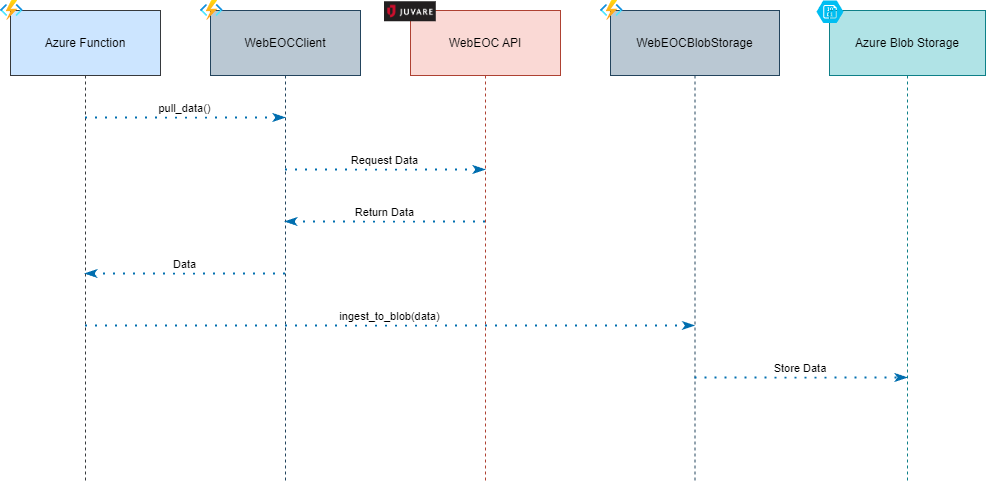 JUVARE
Azure Function
WebEOCClient
WebEOC API
WebEOCBlobStorage
Azure Blob Storage
pull_data()
Request Data
Return Data
Data
ingest_to_blob(data)
Store Data